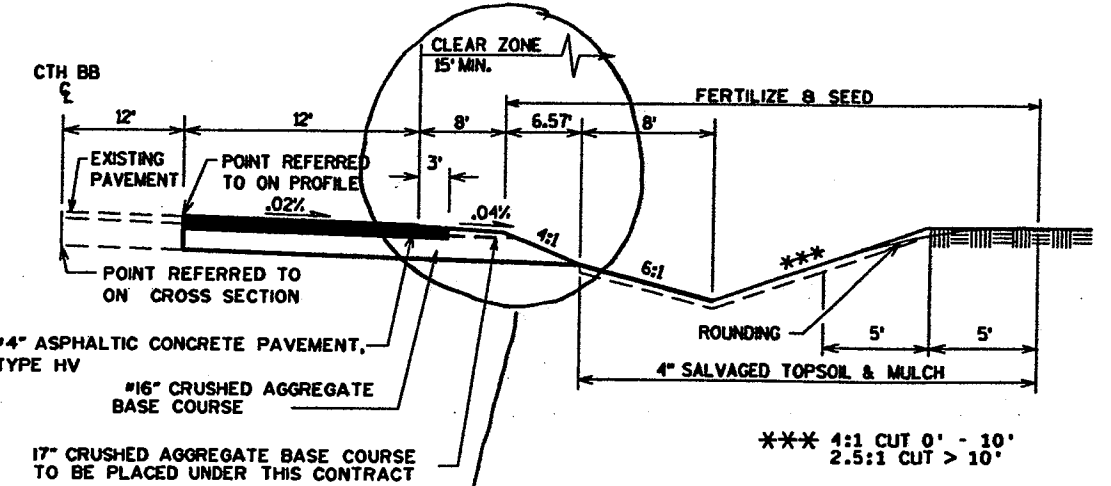 CLEAR ZONE
15' MIN.
CTH BB
℄
FERTILIZE & SEED
12'
12'
8'
6.57'
8'
3'
EXISTING
PAVEMENT
POINT REFERRED
TO ON PROFILE
.02%
.04%
4:1
6:1
***
POINT REFERRED TO
ON CROSS SECTION
ROUNDING
5'
5'
#4" ASPHALTIC CONCRETE PAVEMENT,
TYPE HV
4" SALVAGED TOPSOIL & MULCH
#16" CRUSHED AGGREGATE
BASE COURSE
17" CRUSHED AGGREGATE BASE COURSE
TO BE PLACED UNDER THIS CONTRACT
*** 4:1 CUT 0' - 10'
2.5:1 CUT > 10'